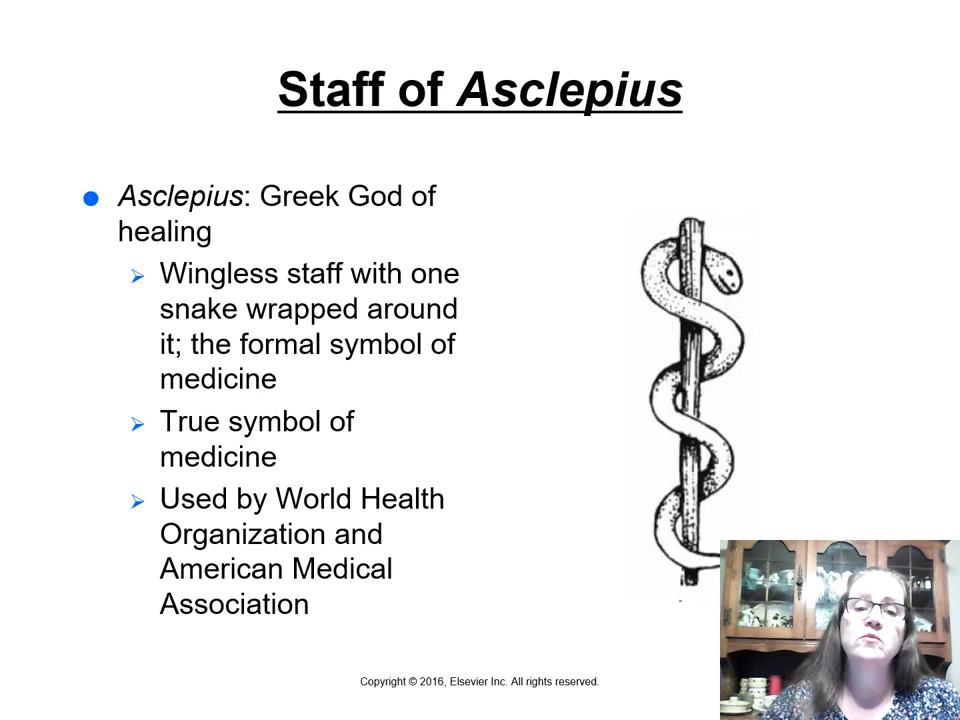 Staff of Asclepius
Asclepius: Greek God of
healing
Wingless staff with one
snake wrapped around
it; the formal symbol of
medicine
True symbol of
medicine
Used by World Health
Organization and
American Medical
Association
Copyright © 2016, Elsevier Inc. All rights reserved.